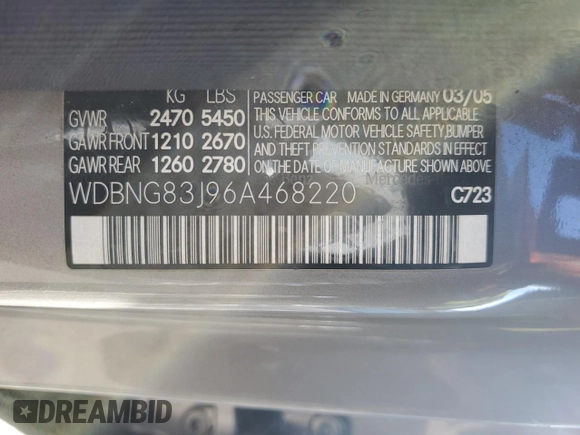 KG LBS
GVWR 2470 5450
GAWR FRONT 1210 2670
GAWR REAR 1260 2780
PASSENGER CAR MADE IN GERMANY 03/05
THIS VEHICLE CONFORMS TO ALL APPLICABLE
U.S. FEDERAL MOTOR VEHICLE SAFETY, BUMPER
AND THEFT PREVENTION STANDARDS IN EFFECT
ON THE DATE OF MANUFACTURE SHOWN ABOVE
WDBNG83J96A468220
C723
DREAMBID